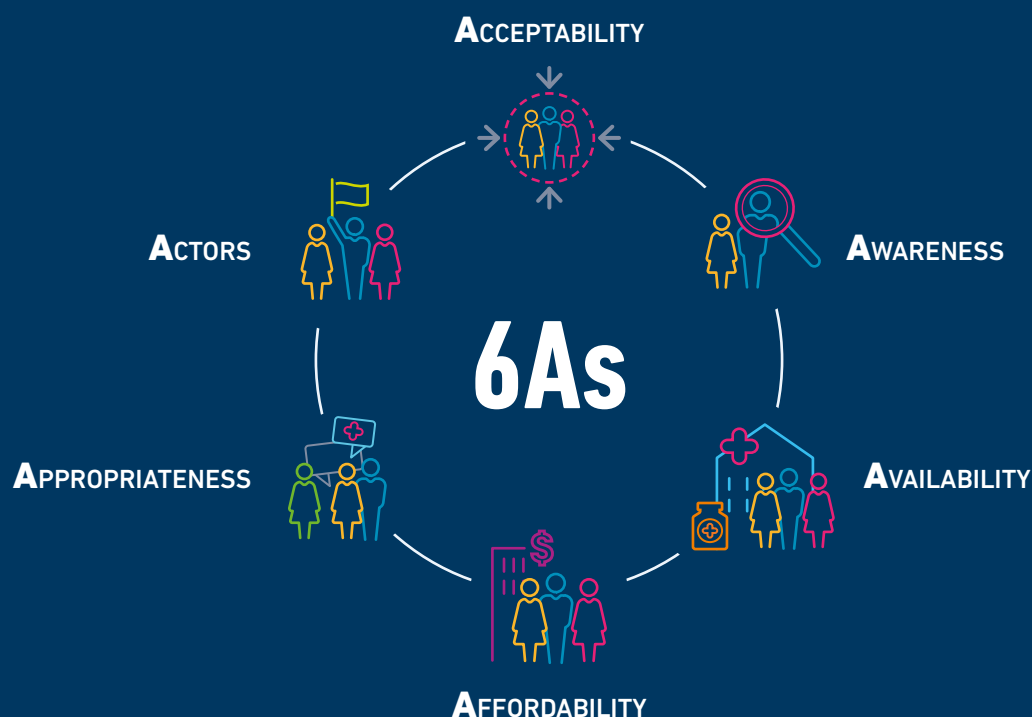 ACCEPTABILITY
ACTORS
AWARENESS
6As
APPROPRIATENESS
AVAILABILITY
$
AFFORDABILITY